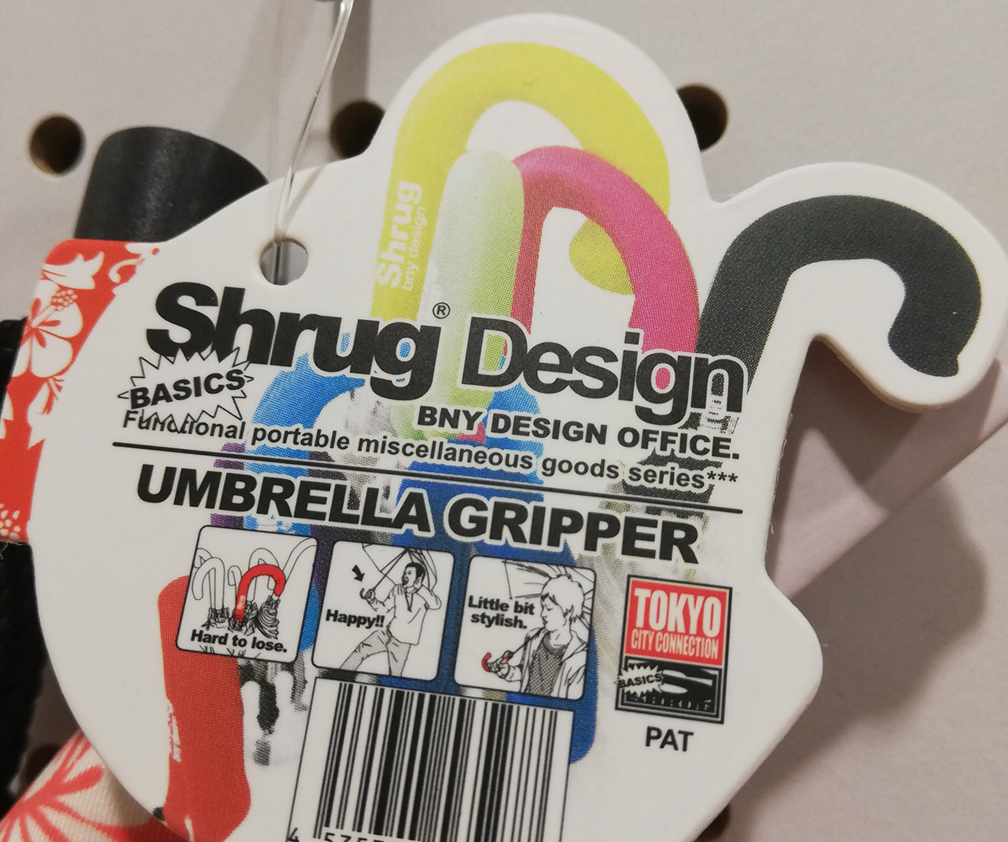 Shrug
bny design
Shrug® Design
BASICS
BNY DESIGN OFFICE.
Functional portable miscellaneous goods series***
UMBRELLA GRIPPER
Hard to lose.
Happy!!
Little bit
stylish.
TOKYO
CITY CONNECTION
BASICS
PAT